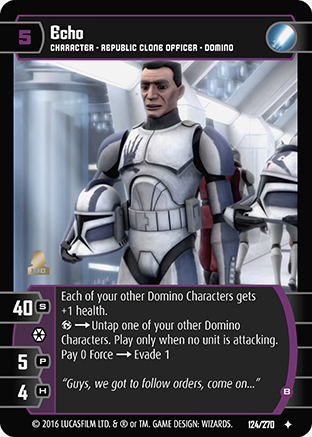 5
Echo
CHARACTER - REPUBLIC CLONE OFFICER - DOMINO
40 S
5 P
4 H
Each of your other Domino Characters gets
+1 health.
→ Untap one of your other Domino
Characters. Play only when no unit is attacking.
Pay 0 Force → Evade 1
"Guys, we got to follow orders, come on..."
B
© 2016 LUCASFILM LTD. & ® or TM. GAME DESIGN: WIZARDS.
124/270